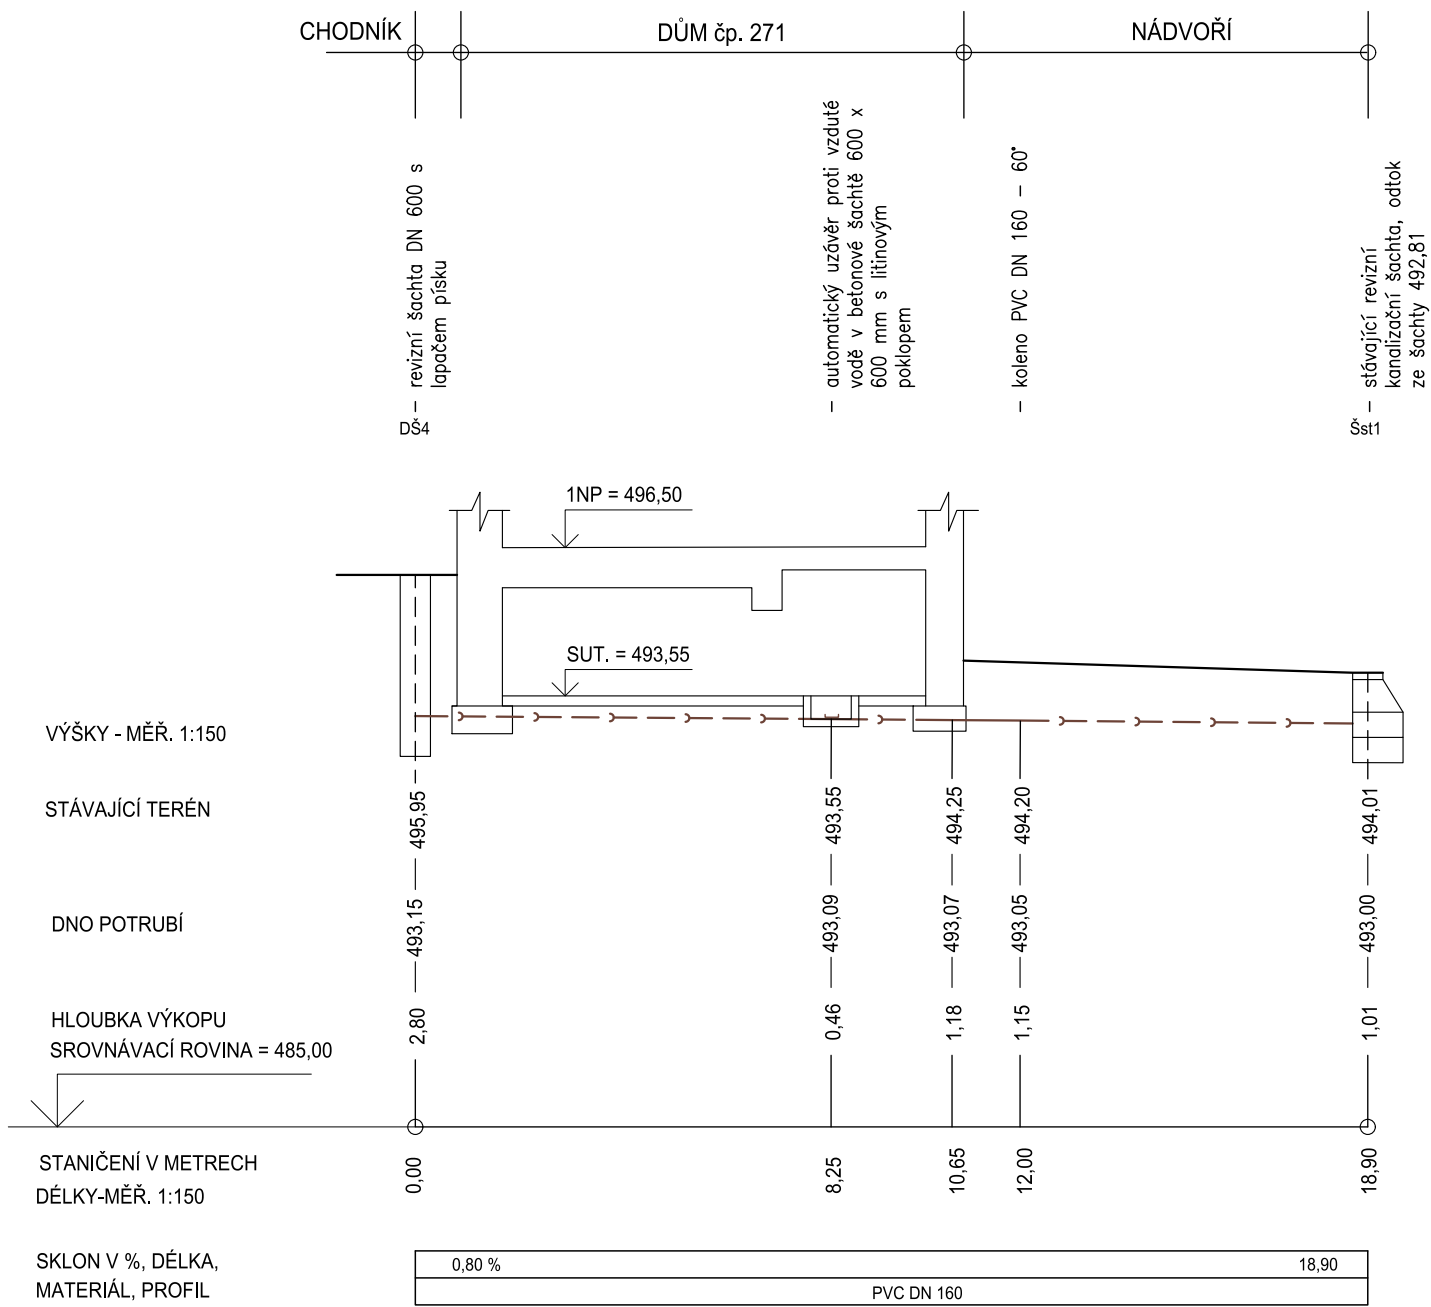 CHODNÍK
DŮM čp. 271
NÁDVOŘÍ
– revizní šachta DN 600 s
lapačem písku
DŠ4
– automatický uzávěr proti vzduté
vodě v betonové šachtě 600 x
600 mm s litinovým
poklopem
– koleno PVC DN 160 – 60°
– stávající revizní
kanalizační šachta, odtok
ze šachty 492,81
Šst1
1NP = 496,50
SUT. = 493,55
VÝŠKY - MĚŘ. 1:150
STÁVAJÍCÍ TERÉN
495,95
493,55
494,25
494,20
494,01
DNO POTRUBÍ
493,15
493,09
493,07
493,05
493,00
HLOUBKA VÝKOPU
2,80
0,46
1,18
1,15
1,01
SROVNÁVACÍ ROVINA = 485,00
STANIČENÍ V METRECH
DÉLKY-MĚŘ. 1:150
0,00
8,25
10,65
12,00
18,90
SKLON V %, DÉLKA,
MATERIÁL, PROFIL
0,80 %
18,90
PVC DN 160